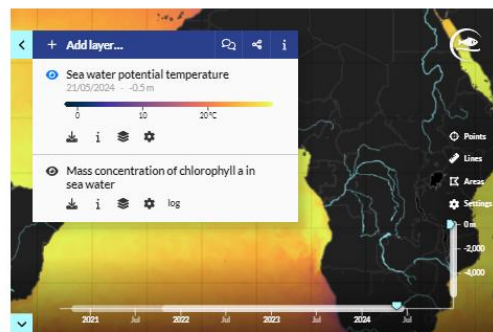 + Add layer...
i
Sea water potential temperature
21/05/2024 - -0.5 m
0 10 20°C
i
Mass concentration of chlorophyll a in
sea water
i log
Points
Lines
Areas
Settings
0 m
-2,000
-4,000
2021 Jul 2022 Jul 2023 Jul 2024 Jul